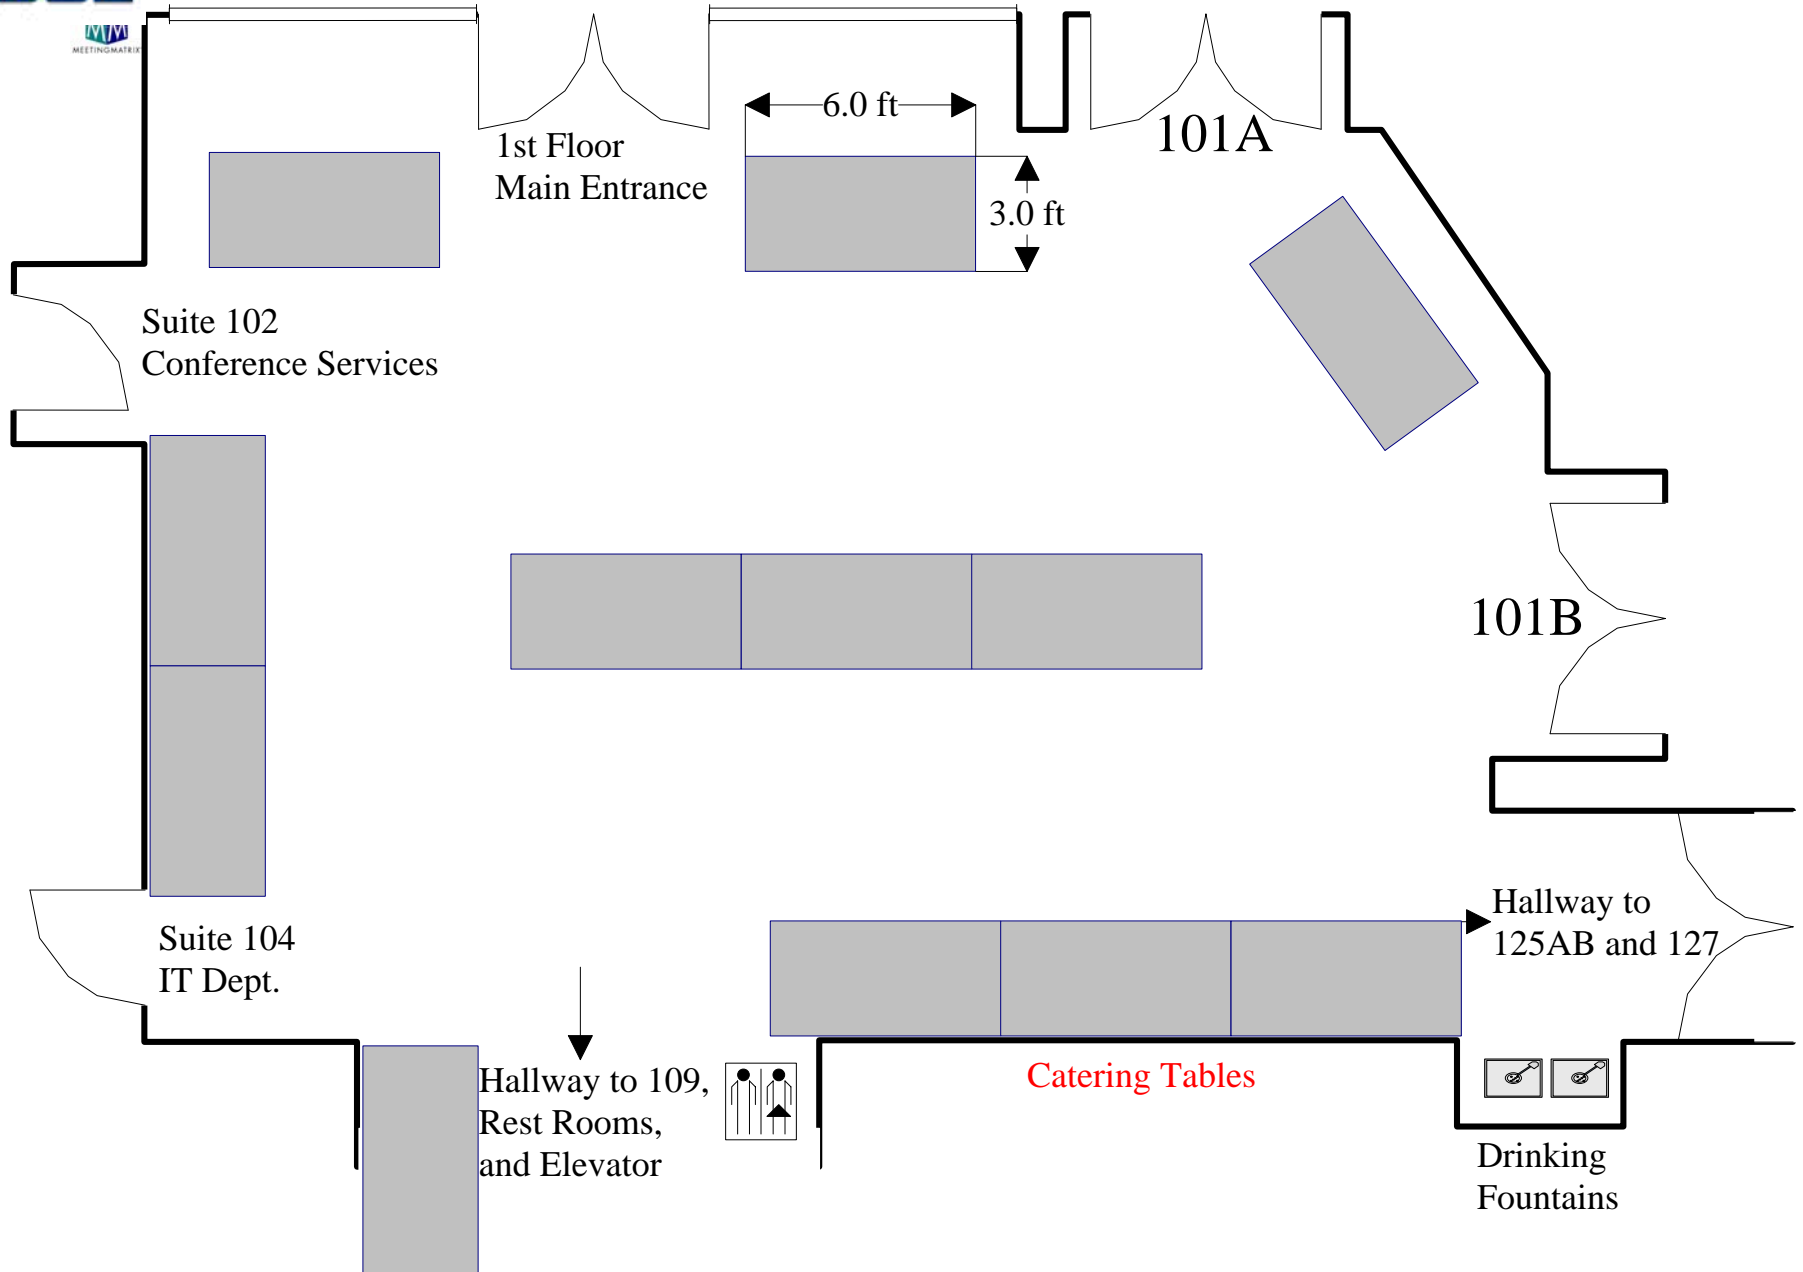 MEETINGMATRIX
6.0 ft
1st Floor
Main Entrance
101A
3.0 ft
Suite 102
Conference Services
101B
Hallway to
125AB and 127
Suite 104
IT Dept.
Hallway to 109,
Rest Rooms,
and Elevator
Catering Tables
Drinking
Fountains